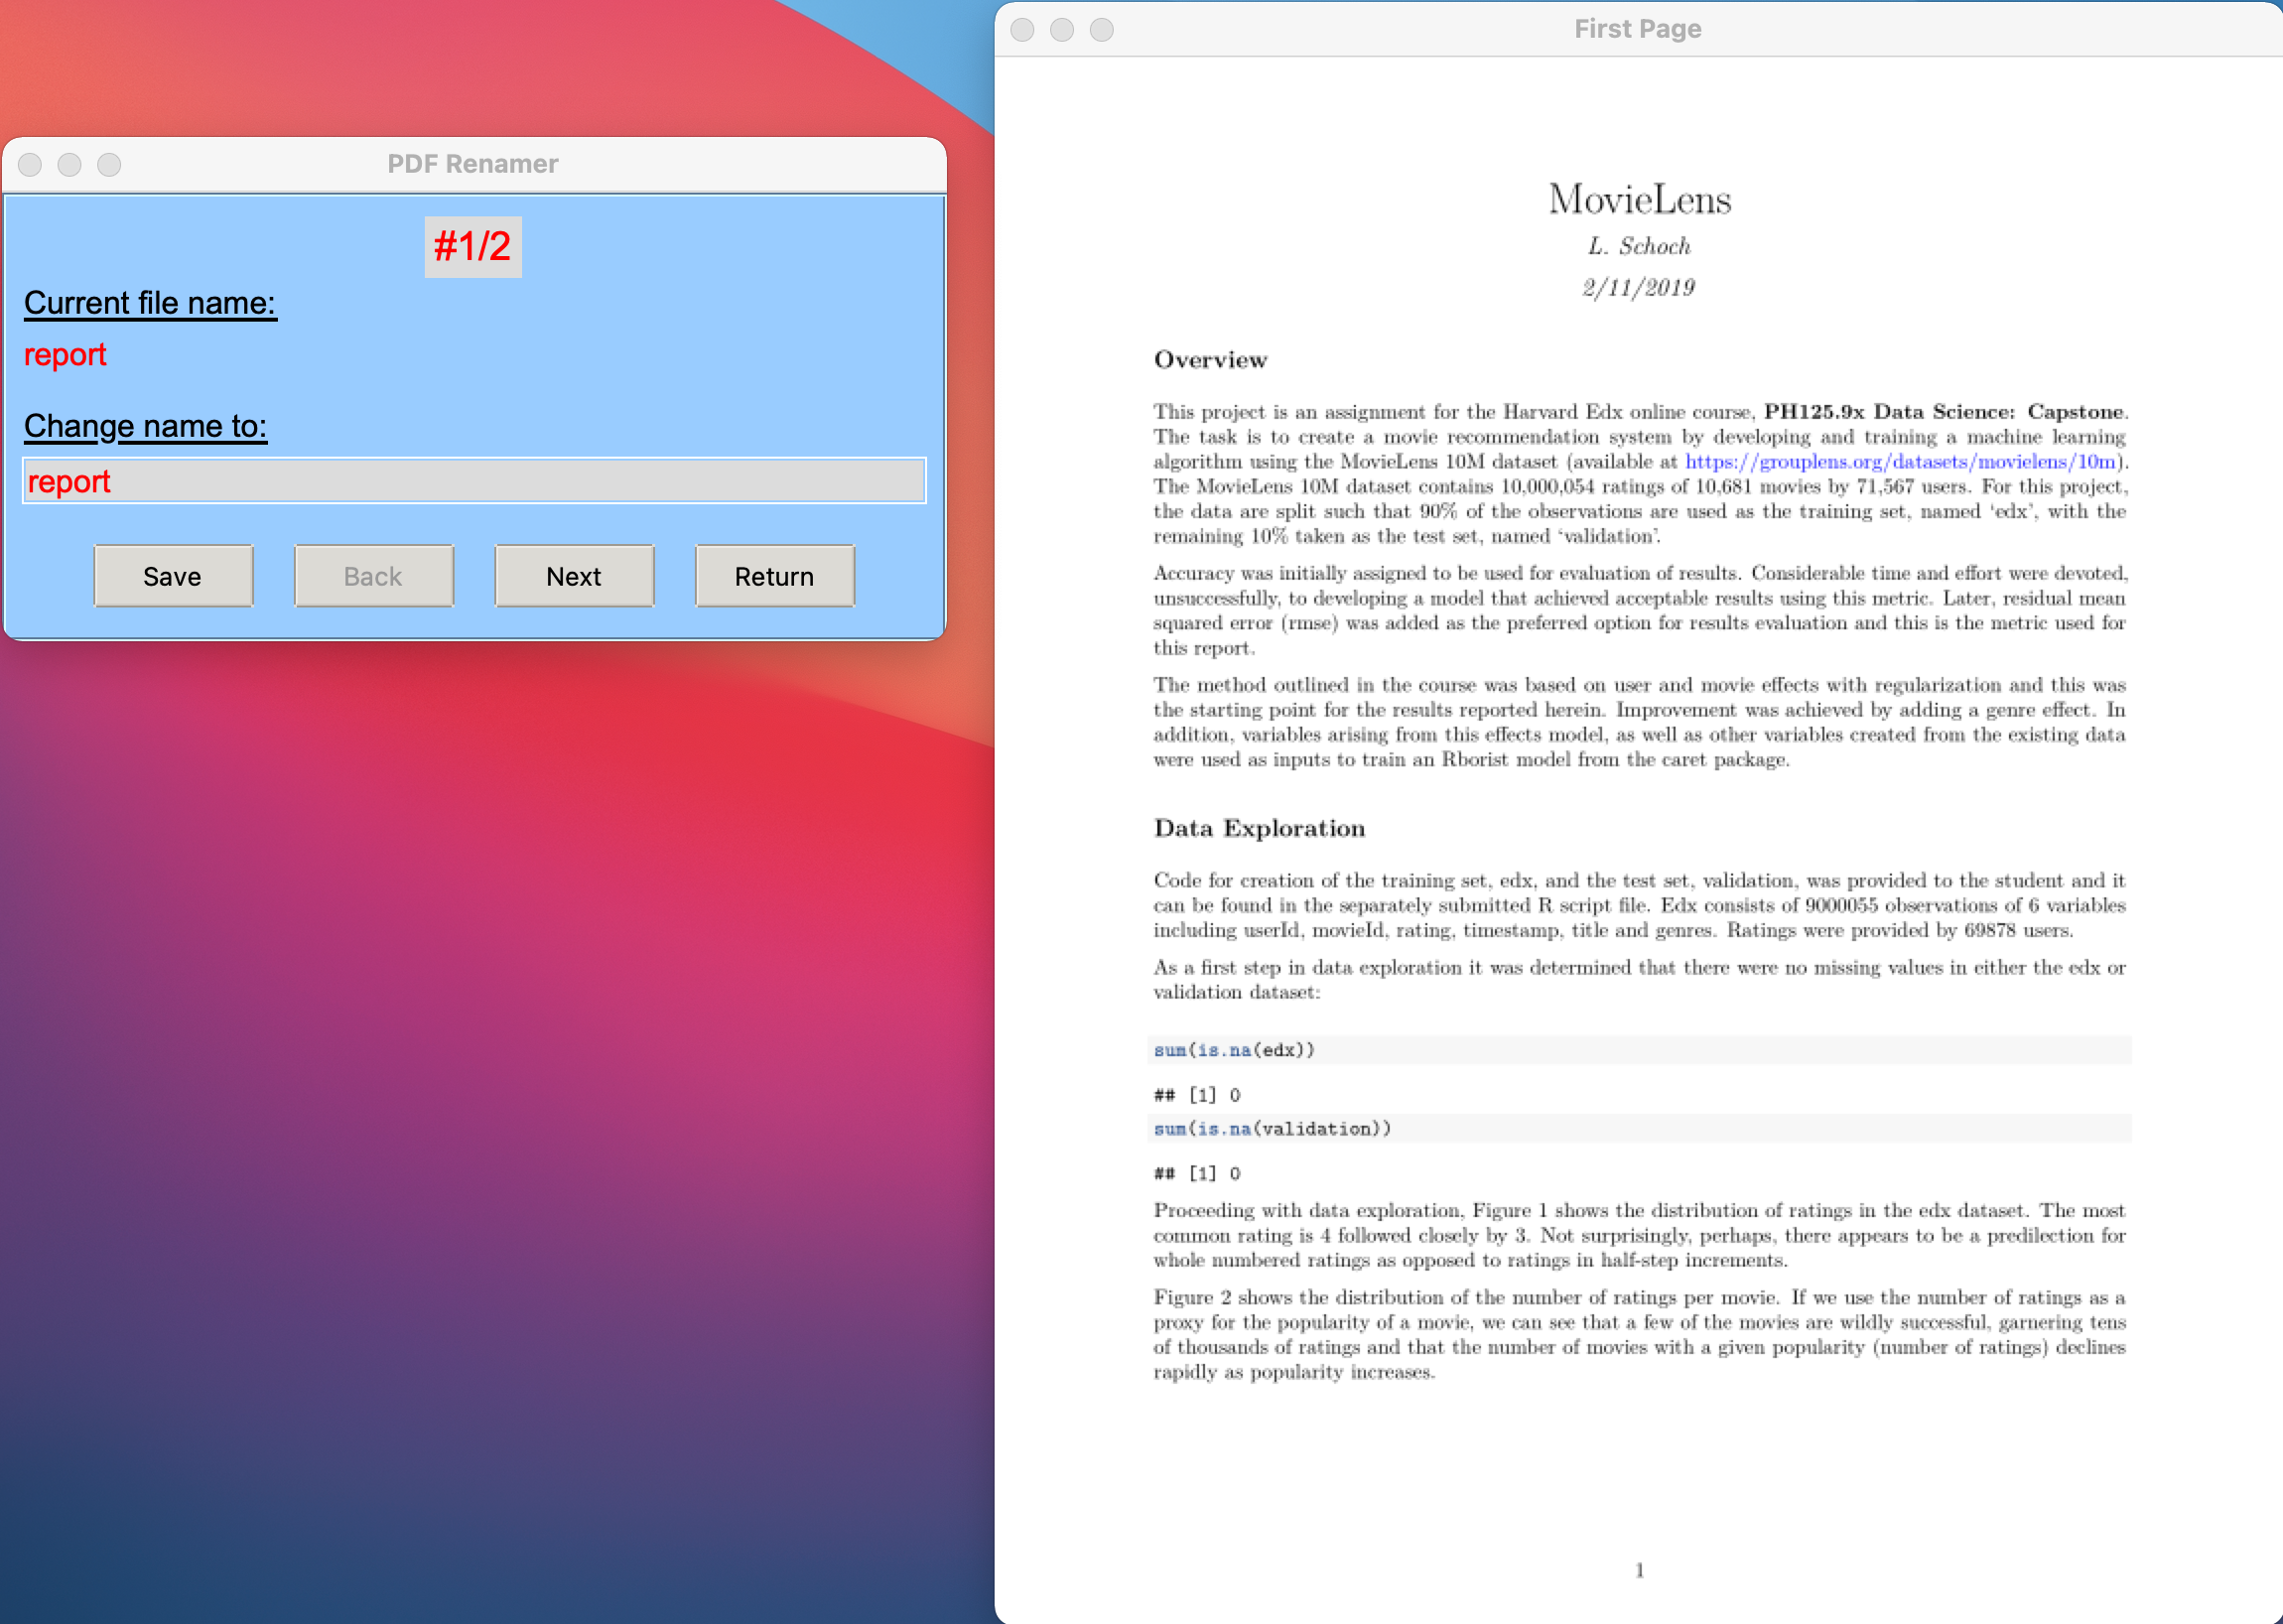 PDF Renamer
#1/2
Current file name:
report
Change name to:
report
Save Back Next Return
First Page
MovieLens
L. Schoch
2/11/2019
Overview
This project is an assignment for the Harvard Edx online course, PH125.9x Data Science: Capstone.
The task is to create a movie recommendation system by developing and training a machine learning
algorithm using the MovieLens 10M dataset (available at https://grouplens.org/datasets/movielens/10m).
The MovieLens 10M dataset contains 10,000,054 ratings of 10,681 movies by 71,567 users. For this project,
the data are split such that 90% of the observations are used as the training set, named ‘edx’, with the
remaining 10% taken as the test set, named ‘validation’.
Accuracy was initially assigned to be used for evaluation of results. Considerable time and effort were devoted,
unsuccessfully, to developing a model that achieved acceptable results using this metric. Later, residual mean
squared error (rmse) was added as the preferred option for results evaluation and this is the metric used for
this report.
The method outlined in the course was based on user and movie effects with regularization and this was
the starting point for the results reported herein. Improvement was achieved by adding a genre effect. In
addition, variables arising from this effects model, as well as other variables created from the existing data
were used as inputs to train an Rborist model from the caret package.
Data Exploration
Code for creation of the training set, edx, and the test set, validation, was provided to the student and it
can be found in the separately submitted R script file. Edx consists of 9000055 observations of 6 variables
including userId, movieId, rating, timestamp, title and genres. Ratings were provided by 69878 users.
As a first step in data exploration it was determined that there were no missing values in either the edx or
validation dataset:
sum(is.na(edx))
## [1] 0
sum(is.na(validation))
## [1] 0
Proceeding with data exploration, Figure 1 shows the distribution of ratings in the edx dataset. The most
common rating is 4 followed closely by 3. Not surprisingly, perhaps, there appears to be a predilection for
whole numbered ratings as opposed to ratings in half-step increments.
Figure 2 shows the distribution of the number of ratings per movie. If we use the number of ratings as a
proxy for the popularity of a movie, we can see that a few of the movies are wildly successful, garnering tens
of thousands of ratings and that the number of movies with a given popularity (number of ratings) declines
rapidly as popularity increases.
1